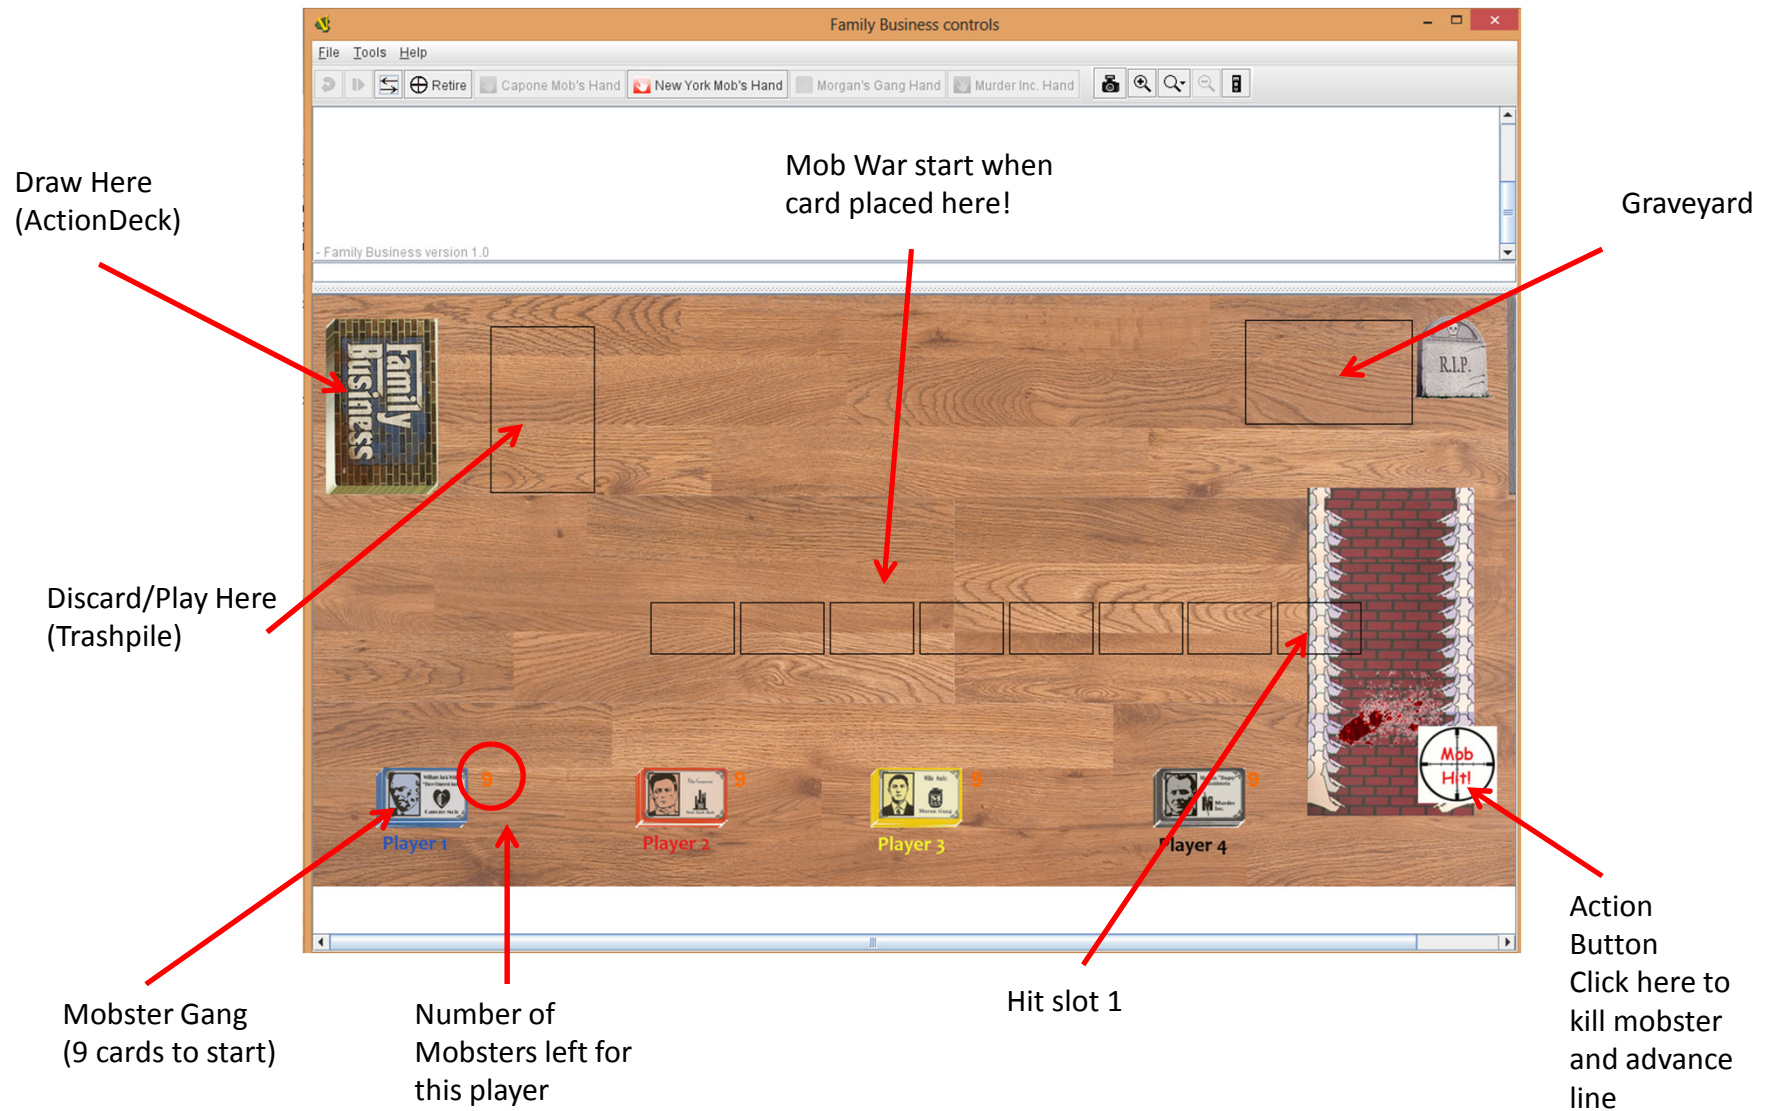 Family Business controls
File Tools Help
Retire Capone Mob's Hand New York Mob's Hand Morgan's Gang Hand Murder Inc. Hand
Draw Here
(ActionDeck)
Mob War start when
card placed here!
Graveyard
- Family Business version 1.0
Family
Business
R.I.P.
Discard/Play Here
(Trashpile)
Mob
Hit!
9
9
9
9
Player 1
Player 2
Player 3
Player 4
Mobster Gang
(9 cards to start)
Number of
Mobsters left for
this player
Hit slot 1
Action
Button
Click here to
kill mobster
and advance
line